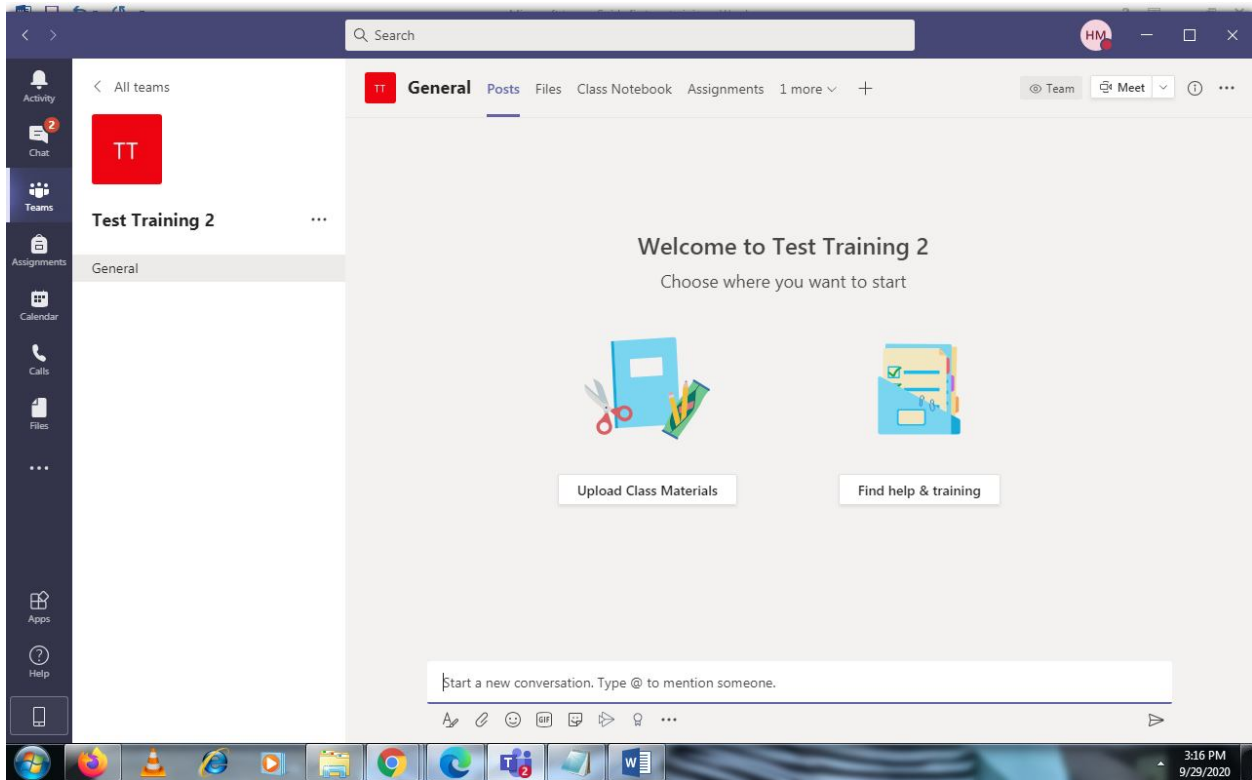 Search
HM
Activity
Chat
2
Teams
Assignments
Calendar
Calls
Files
Apps
Help
All teams
TT
Test Training 2
General
TT General Posts Files Class Notebook Assignments 1 more
Team
Meet
Welcome to Test Training 2
Choose where you want to start
Upload Class Materials
Find help & training
Start a new conversation. Type @ to mention someone.
GIF
2
3:16 PM
9/29/2020